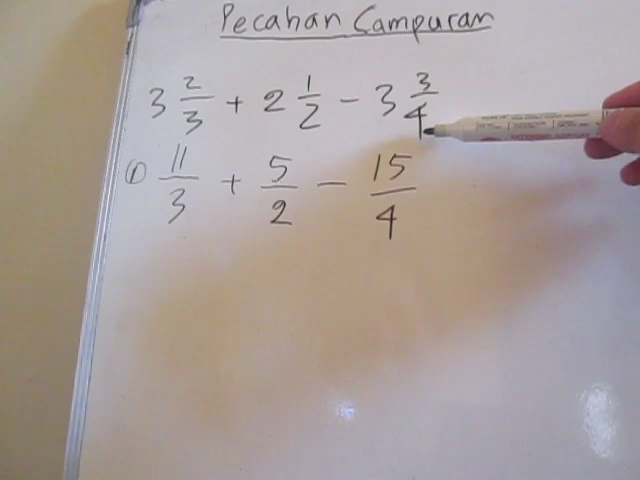 Pecahan Campuran
3 2/3 + 2 1/2 - 3 3/4
① 11/3 + 5/2 - 15/4